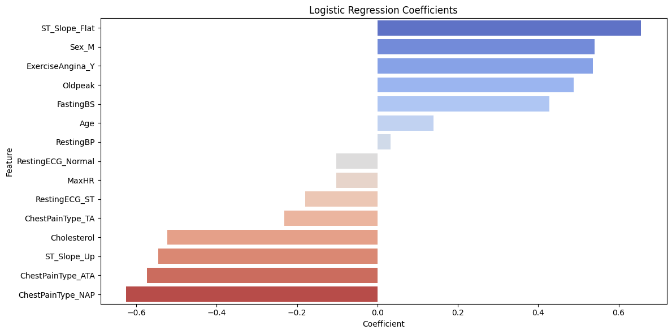 Logistic Regression Coefficients
Feature
ST_Slope_Flat
Sex_M
ExerciseAngina_Y
Oldpeak
FastingBS
Age
RestingBP
RestingECG_Normal
MaxHR
RestingECG_ST
ChestPainType_TA
Cholesterol
ST_Slope_Up
ChestPainType_ATA
ChestPainType_NAP
−0.6 −0.4 −0.2 0.0 0.2 0.4 0.6
Coefficient